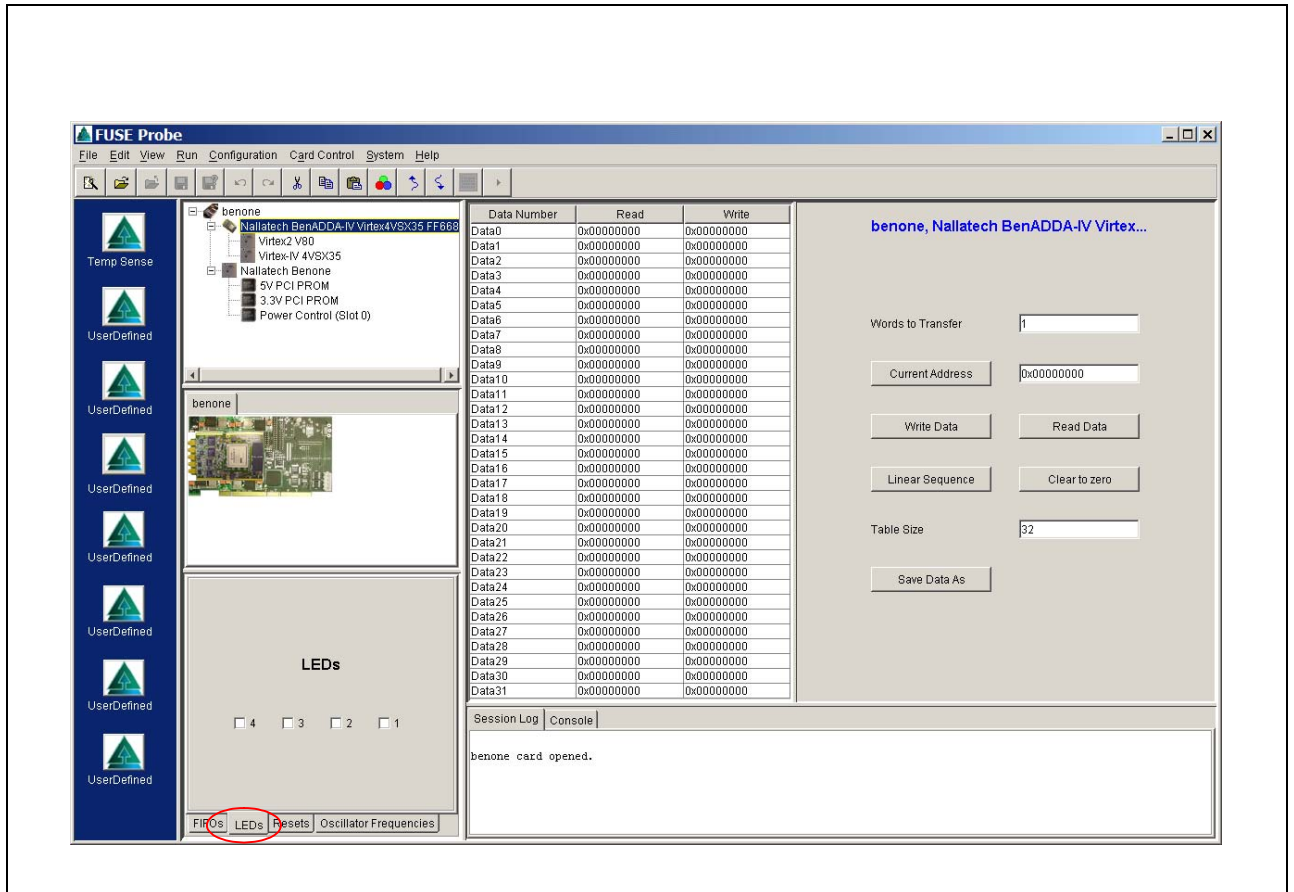 FUSE Probe
File Edit View Run Configuration Card Control System Help
Temp Sense
UserDefined
UserDefined
UserDefined
UserDefined
UserDefined
UserDefined
UserDefined
benone
Nallatech BenADDA-IV Virtex4VSX35 FF668
Virtex2 V80
Virtex-IV 4VSX35
Nallatech Benone
5V PCI PROM
3.3V PCI PROM
Power Control (Slot 0)
benone
LEDs
4 3 2 1
FIFOs LEDs Resets Oscillator Frequencies
Data Number Read Write
Data0 0x00000000 0x00000000
Data1 0x00000000 0x00000000
Data2 0x00000000 0x00000000
Data3 0x00000000 0x00000000
Data4 0x00000000 0x00000000
Data5 0x00000000 0x00000000
Data6 0x00000000 0x00000000
Data7 0x00000000 0x00000000
Data8 0x00000000 0x00000000
Data9 0x00000000 0x00000000
Data10 0x00000000 0x00000000
Data11 0x00000000 0x00000000
Data12 0x00000000 0x00000000
Data13 0x00000000 0x00000000
Data14 0x00000000 0x00000000
Data15 0x00000000 0x00000000
Data16 0x00000000 0x00000000
Data17 0x00000000 0x00000000
Data18 0x00000000 0x00000000
Data19 0x00000000 0x00000000
Data20 0x00000000 0x00000000
Data21 0x00000000 0x00000000
Data22 0x00000000 0x00000000
Data23 0x00000000 0x00000000
Data24 0x00000000 0x00000000
Data25 0x00000000 0x00000000
Data26 0x00000000 0x00000000
Data27 0x00000000 0x00000000
Data28 0x00000000 0x00000000
Data29 0x00000000 0x00000000
Data30 0x00000000 0x00000000
Data31 0x00000000 0x00000000
benone, Nallatech BenADDA-IV Virtex...
Words to Transfer 1
Current Address 0x00000000
Write Data Read Data
Linear Sequence Clear to zero
Table Size 32
Save Data As
Session Log Console
benone card opened.